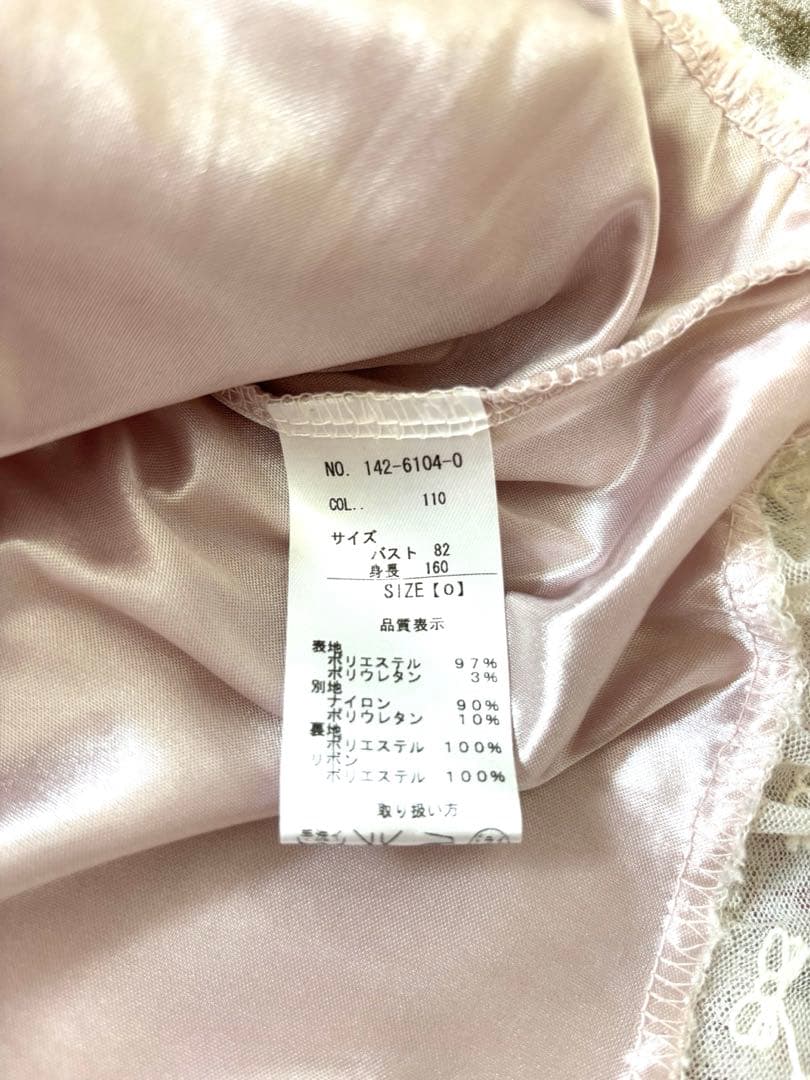 NO. 142-6104-0
COL.. 110
サイズ
バスト 82
身長 160
SIZE【0】
品質表示
表地
ポリエステル 97%
ポリウレタン 3%
別地
ナイロン 90%
ポリウレタン 10%
裏地
ポリエステル 100%
リボン
ポリエステル 100%
取り扱い方